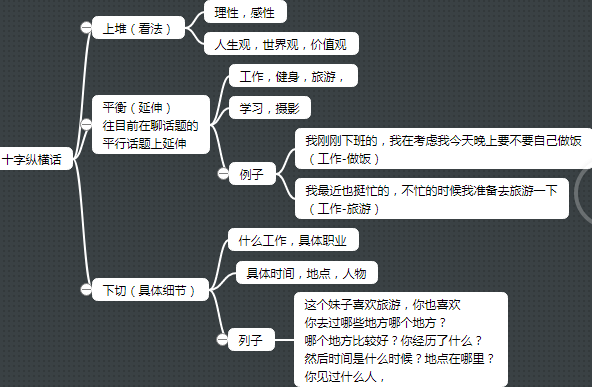 十字纵横话
上堆（看法）
理性，感性
人生观，世界观，价值观
平衡（延伸）
往目前在聊话题的
平行话题上延伸
工作，健身，旅游，
学习，摄影
例子
我刚刚下班的，我在考虑我今天晚上要不要自己做饭
（工作-做饭）
我最近也挺忙的，不忙的时候我准备去旅游一下
（工作-旅游）
下切（具体细节）
什么工作，具体职业
具体时间，地点，人物
列子
这个妹子喜欢旅游，你也喜欢
你去过哪些地方哪个地方？
哪个地方比较好？你经历了什么？
然后时间是什么时候？地点在哪里？
你见过什么人，